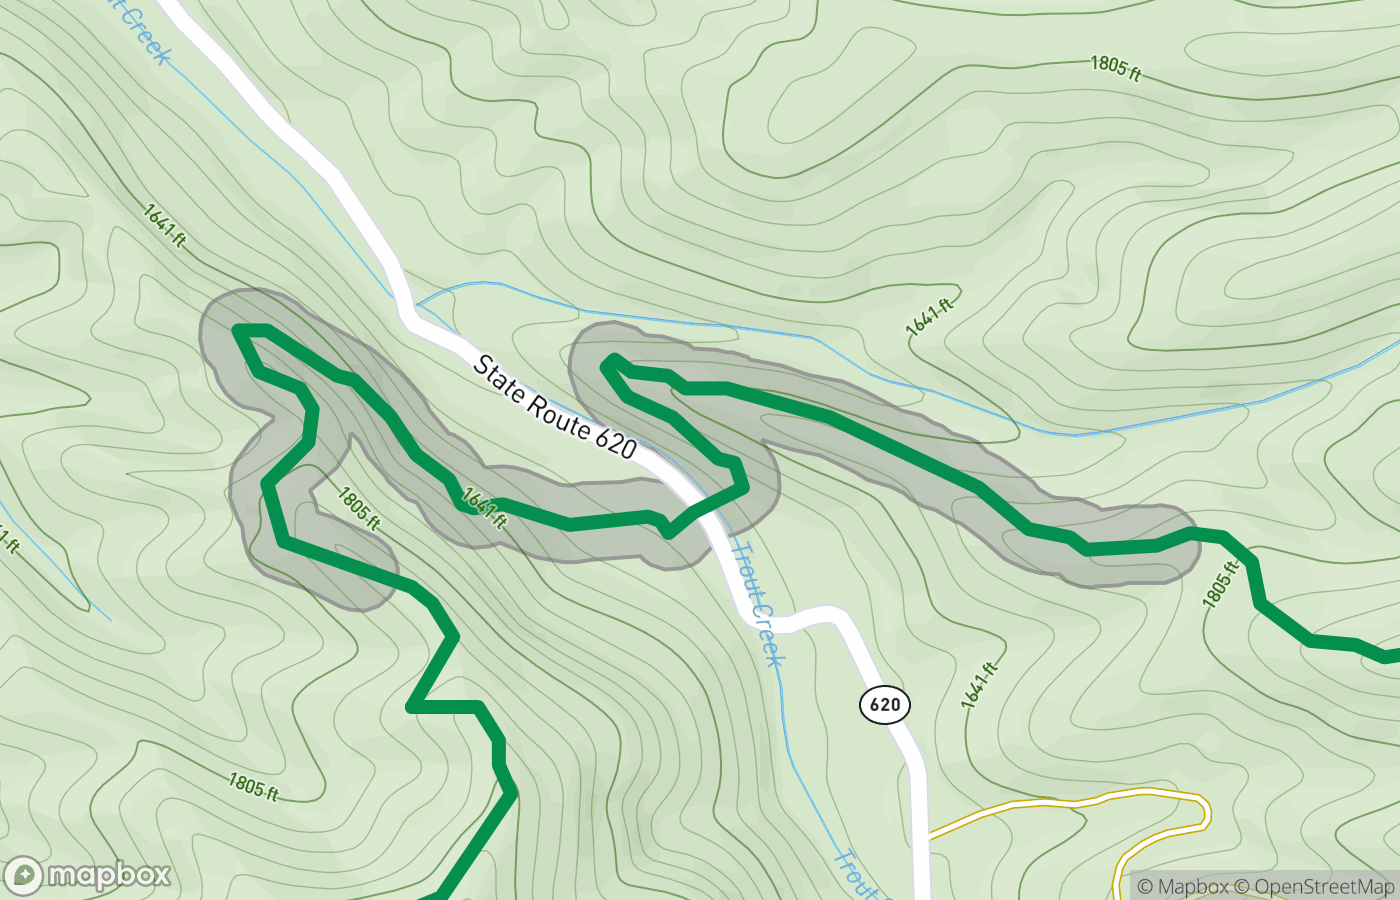 Creek
1805 ft
1641 ft
1641 ft
State Route 620
1805 ft
1641 ft
ft
Trout Creek
1805 ft
1641 ft
620
1805 ft
Trout
mapbox
© Mapbox © OpenStreetMap